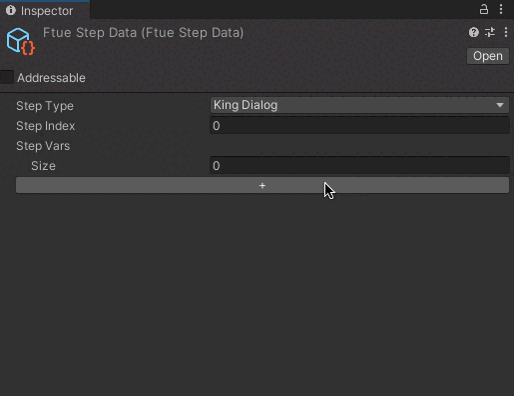 Inspector
Ftue Step Data (Ftue Step Data)
Open
Addressable
Step Type King Dialog
Step Index 0
Step Vars
Size 0
+